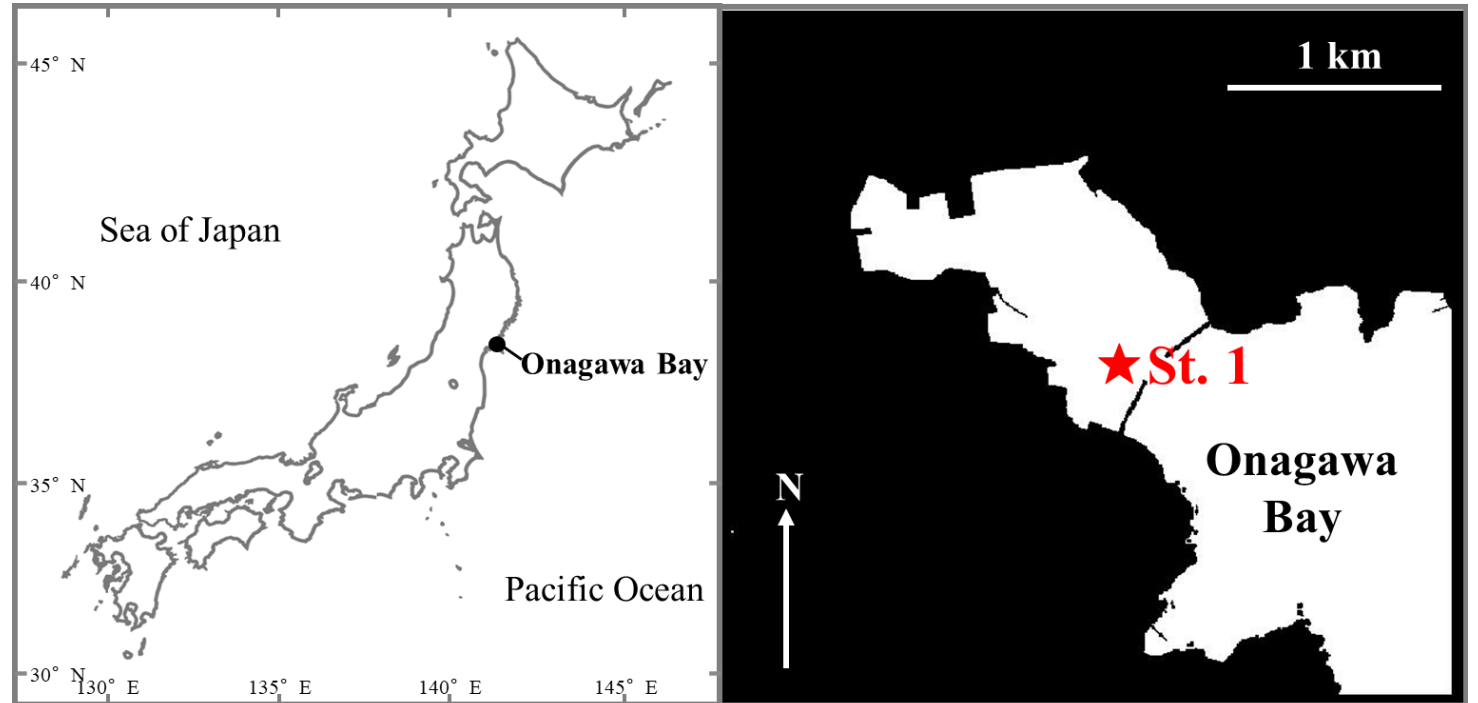 45° N
Sea of Japan
40° N
Onagawa Bay
35° N
Pacific Ocean
30° N
130° E
135° E
140° E
145° E
1 km
St. 1
Onagawa
Bay
N